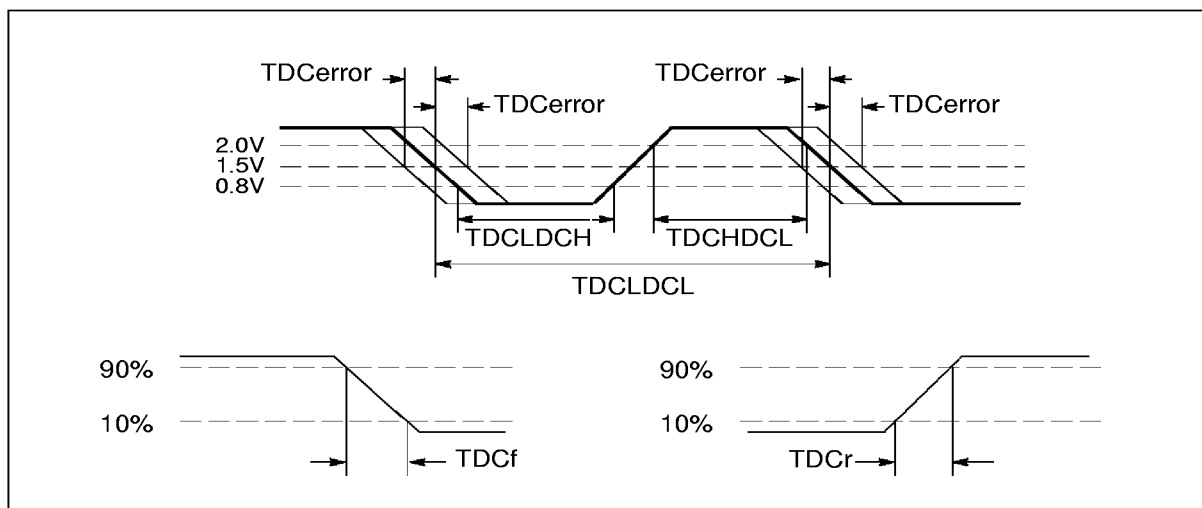 TDCerror
TDCerror
TDCerror
TDCerror
2.0V
1.5V
0.8V
TDCLDCH
TDCHDCL
TDCLDCL
90%
10%
TDCf
90%
10%
TDCr